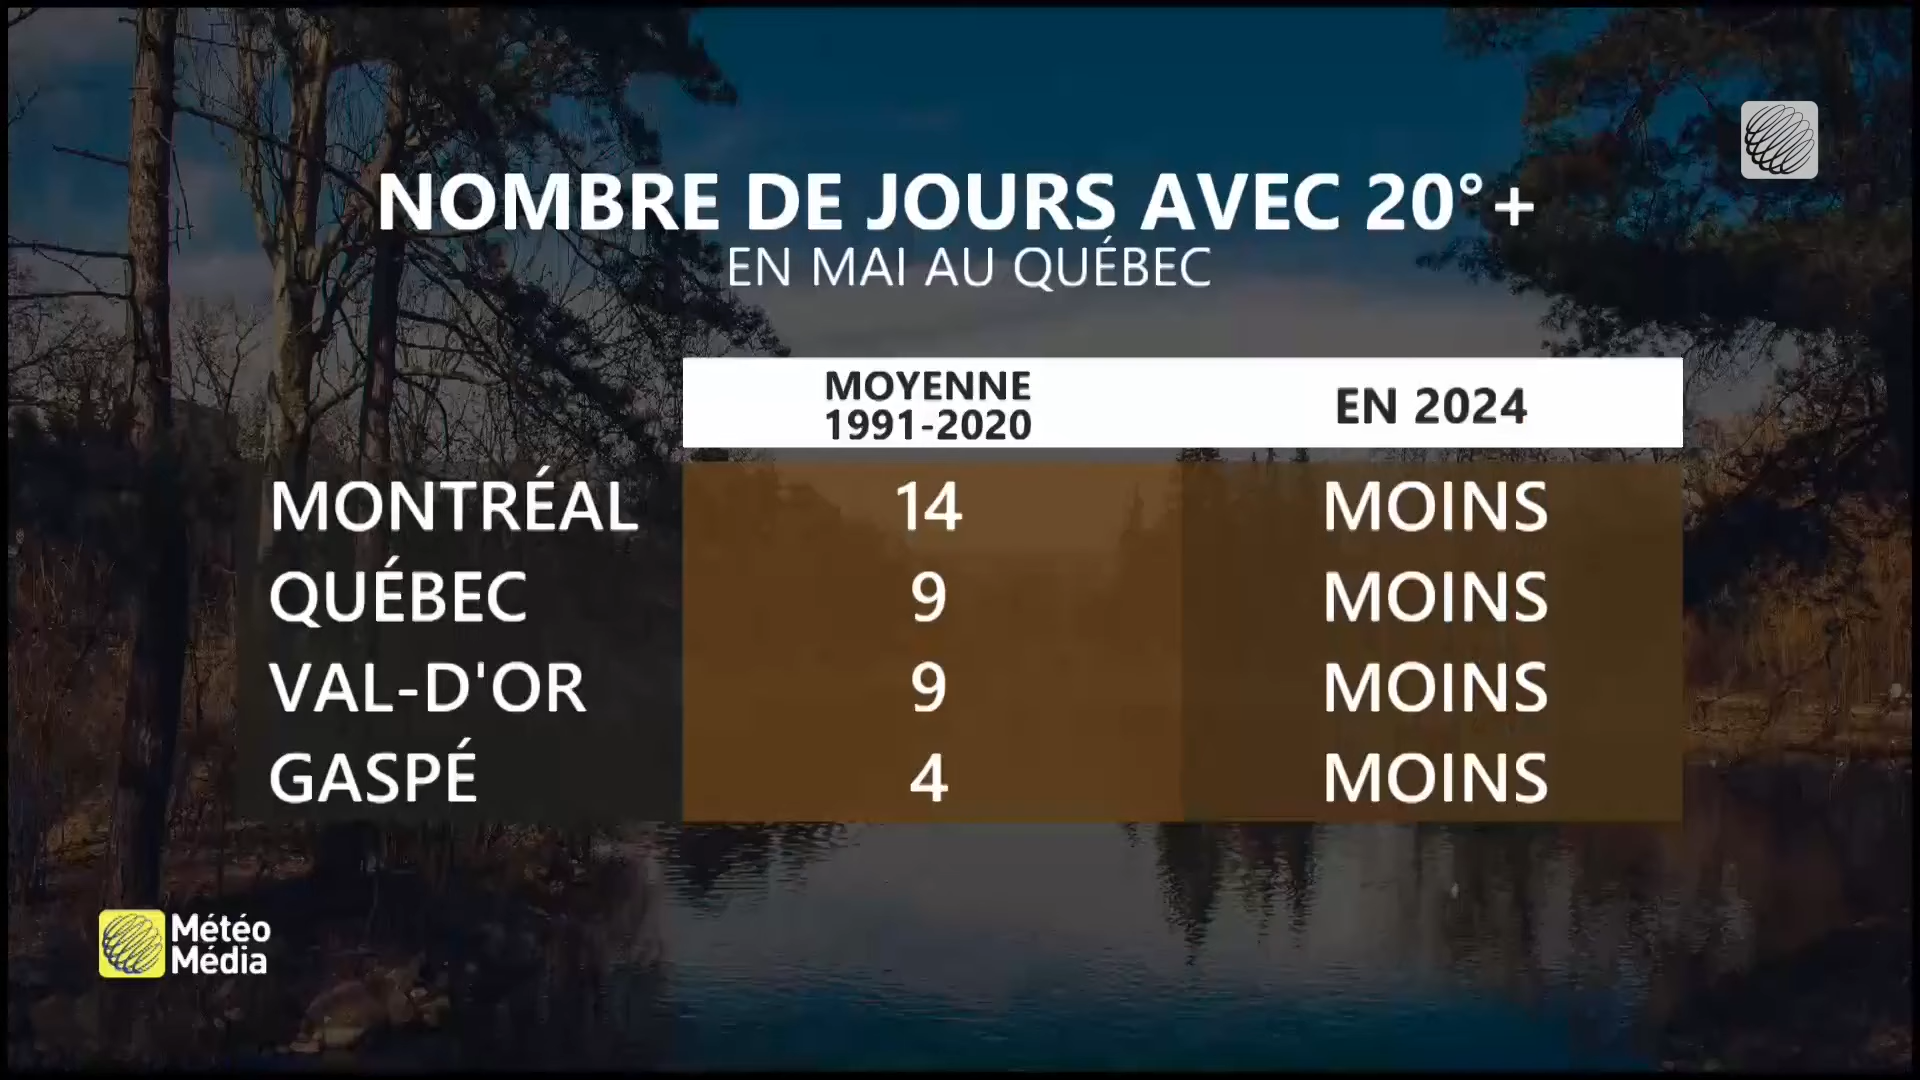 NOMBRE DE JOURS AVEC 20°+
EN MAI AU QUÉBEC
MOYENNE
1991-2020
EN 2024
MONTRÉAL 14 MOINS
QUÉBEC 9 MOINS
VAL-D'OR 9 MOINS
GASPÉ 4 MOINS
Météo
Média